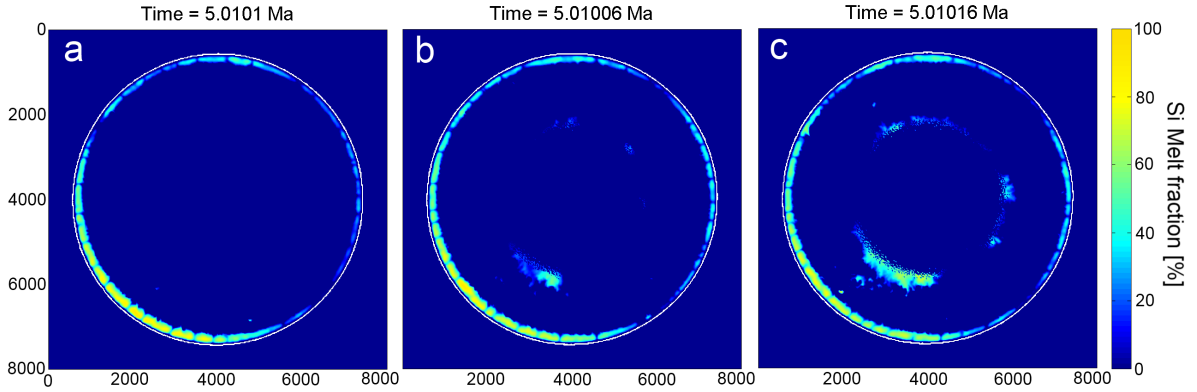 Time = 5.0101 Ma
Time = 5.01006 Ma
Time = 5.01016 Ma
a
b
c
0
2000
4000
6000
8000
0 2000 4000 6000 8000
2000 4000 6000 8000
2000 4000 6000 8000
100
80
60
40
20
0
Si Melt fraction [%]